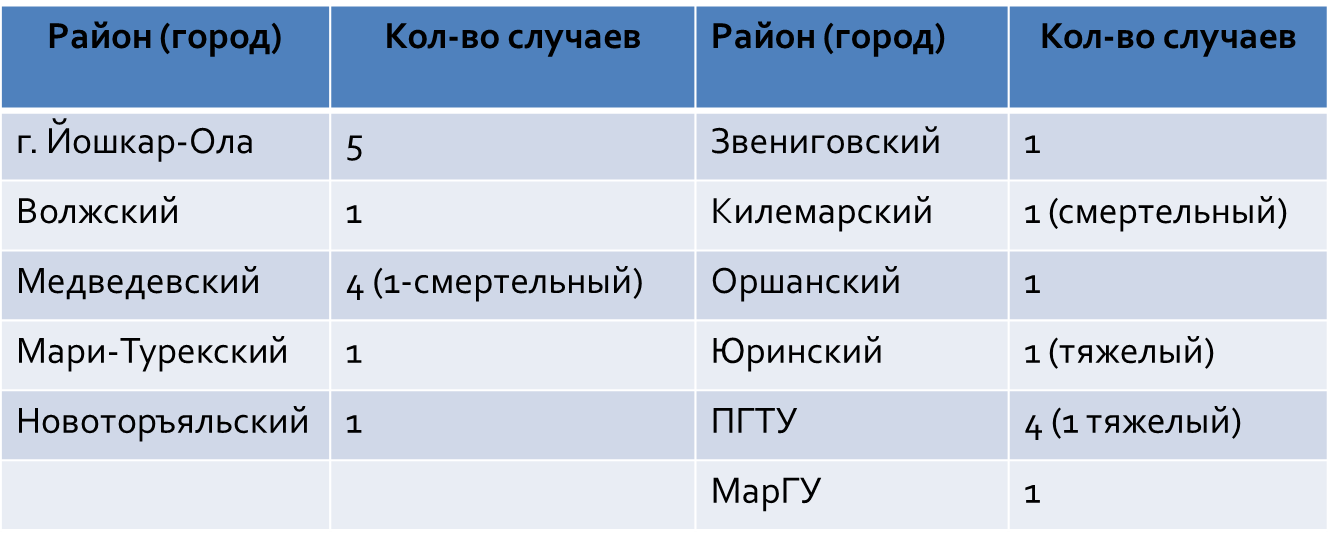 Район (город) Кол-во случаев Район (город) Кол-во случаев
г. Йошкар-Ола 5 Звениговский 1
Волжский 1 Килемарский 1 (смертельный)
Медведевский 4 (1-смертельный) Оршанский 1
Мари-Турекский 1 Юринский 1 (тяжелый)
Новоторъяльский 1 ПГТУ 4 (1 тяжелый)
МарГУ 1